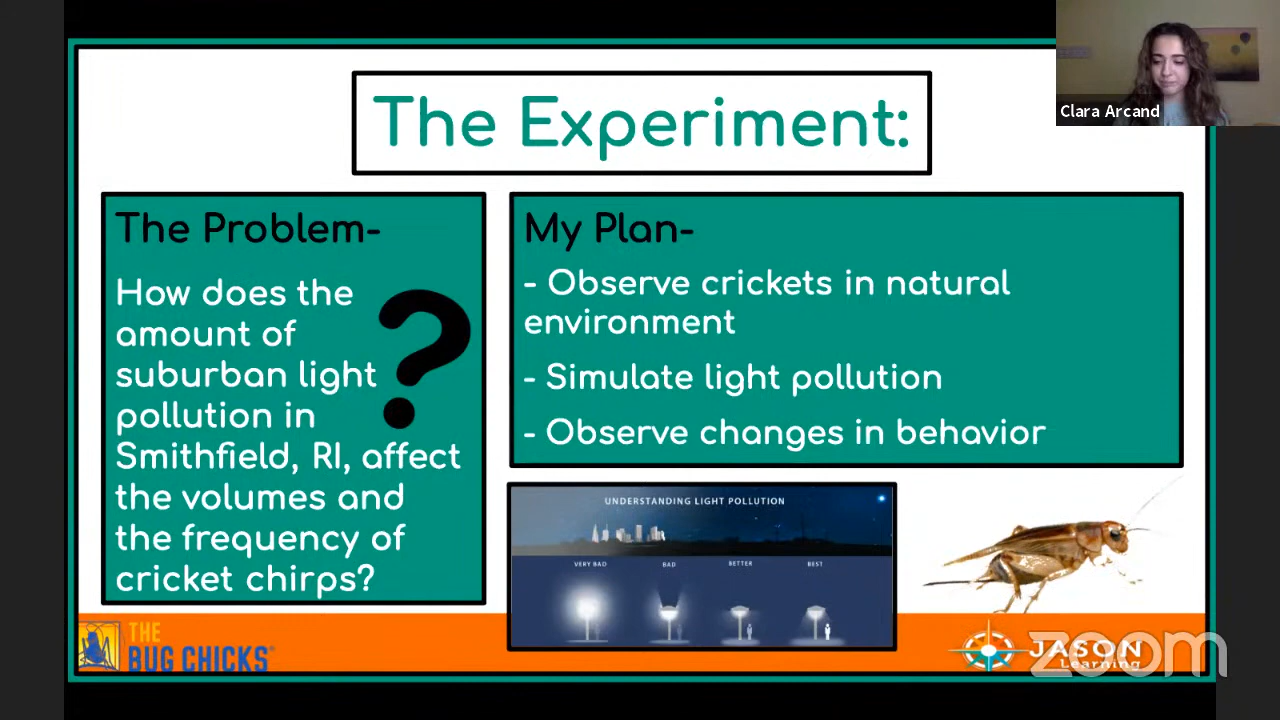 The Experiment:
Clara Arcand
The Problem-
How does the
amount of
suburban light
pollution in
Smithfield, RI, affect
the volumes and
the frequency of
cricket chirps?
?
My Plan-
- Observe crickets in natural
environment
- Simulate light pollution
- Observe changes in behavior
UNDERSTANDING LIGHT POLLUTION
VERY BAD
BAD
BETTER
BEST
THE
BUG CHICKS
JASON
Learning
zoom